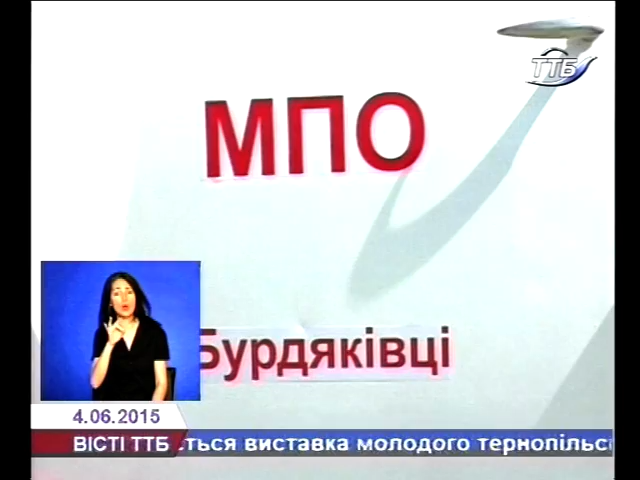 ТТБ
МПО
Бурдяківці
4.06.2015
ВІСТІ ТТБ
ться виставка молодого тернопільс